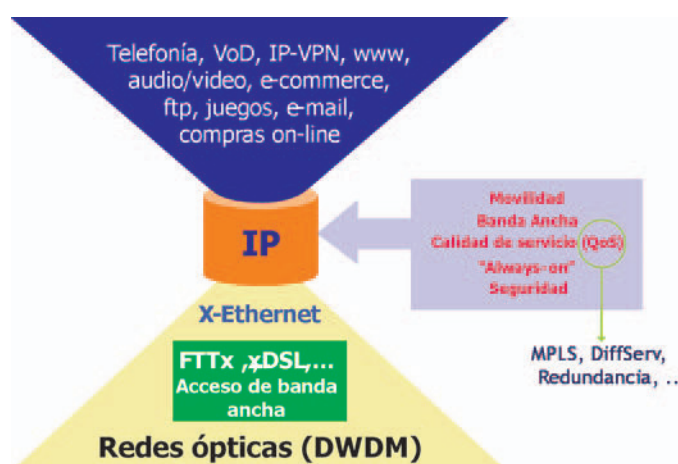 Telefonía, VoD, IP-VPN, www,
audio/video, e-commerce,
ftp, juegos, e-mail,
compras on-line
IP
Movilidad
Banda Ancha
Calidad de servicio (QoS)
"Always-on"
Seguridad
X-Ethernet
MPLS, DiffServ,
Redundancia, ..
FTTx ,xDSL,...
Acceso de banda
ancha
Redes ópticas (DWDM)